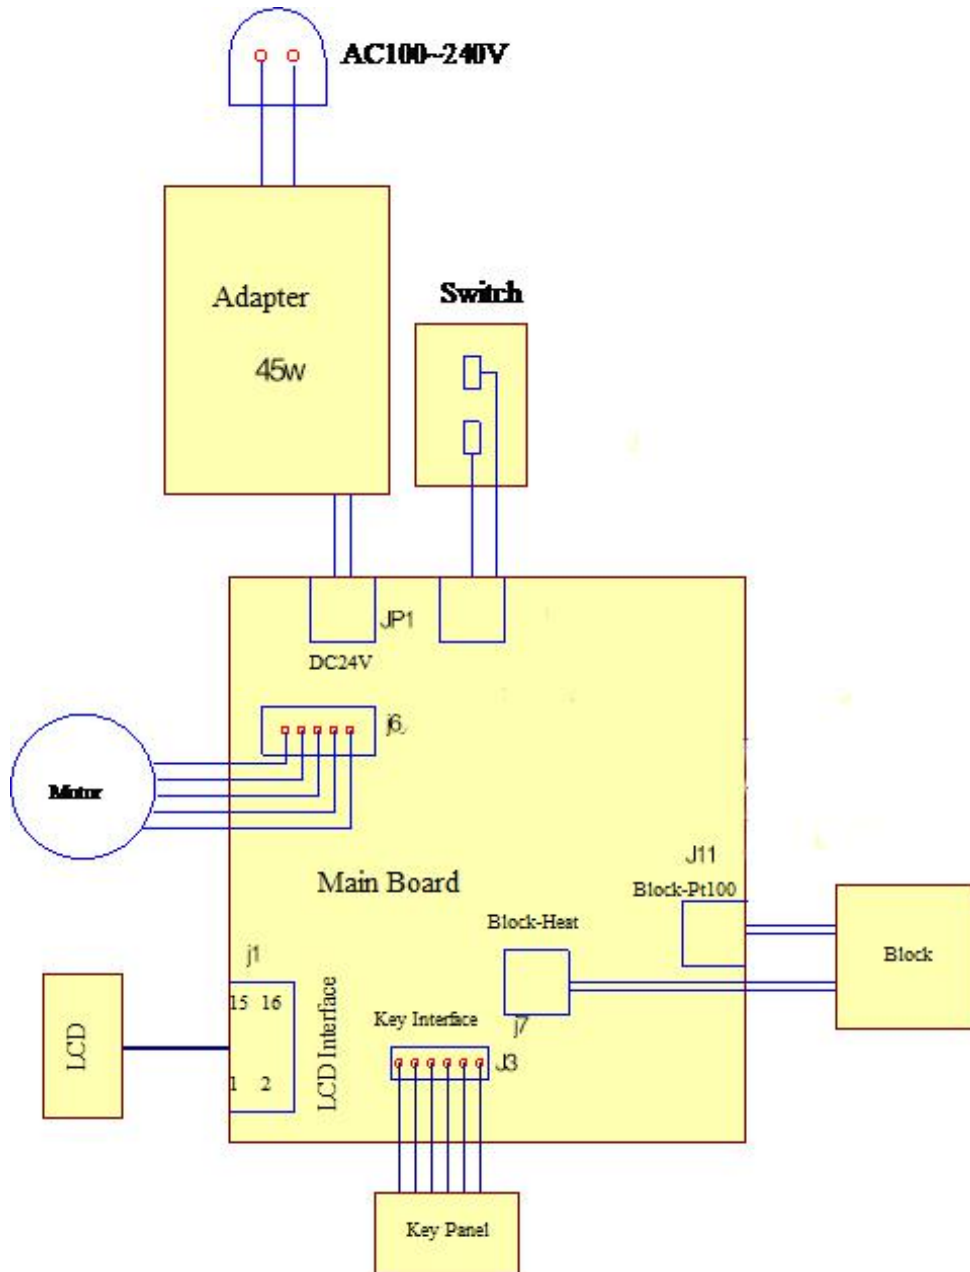 AC100~240V
Adapter
45w
Switch
JP1
DC24V
j6
Motor
Main Board
J11
Block-Pt100
Block-Heat
Block
j7
j1
15 16
1 2
LCD Interface
LCD
Key Interface
J3
Key Panel